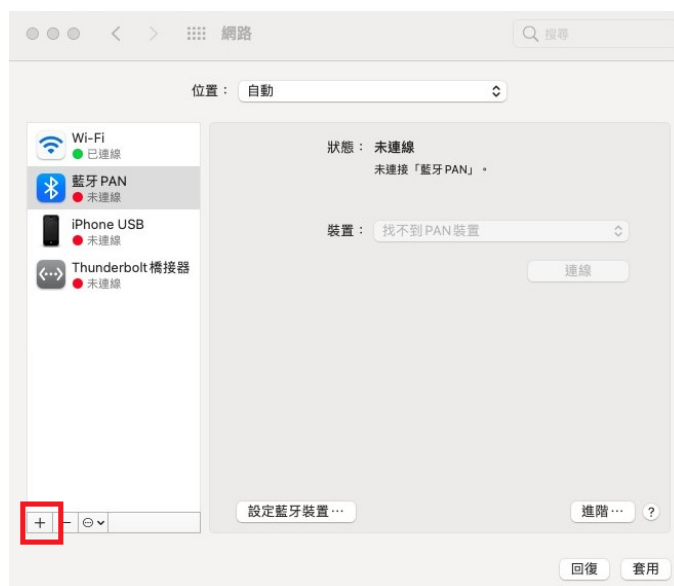 網路
搜尋
位置： 自動
Wi-Fi
已連線
藍牙 PAN
未連線
iPhone USB
未連線
Thunderbolt 橋接器
未連線
狀態： 未連線
未連接「藍牙 PAN」。
裝置： 找不到 PAN 裝置
連線
設定藍牙裝置⋯
進階⋯ ?
回復 套用